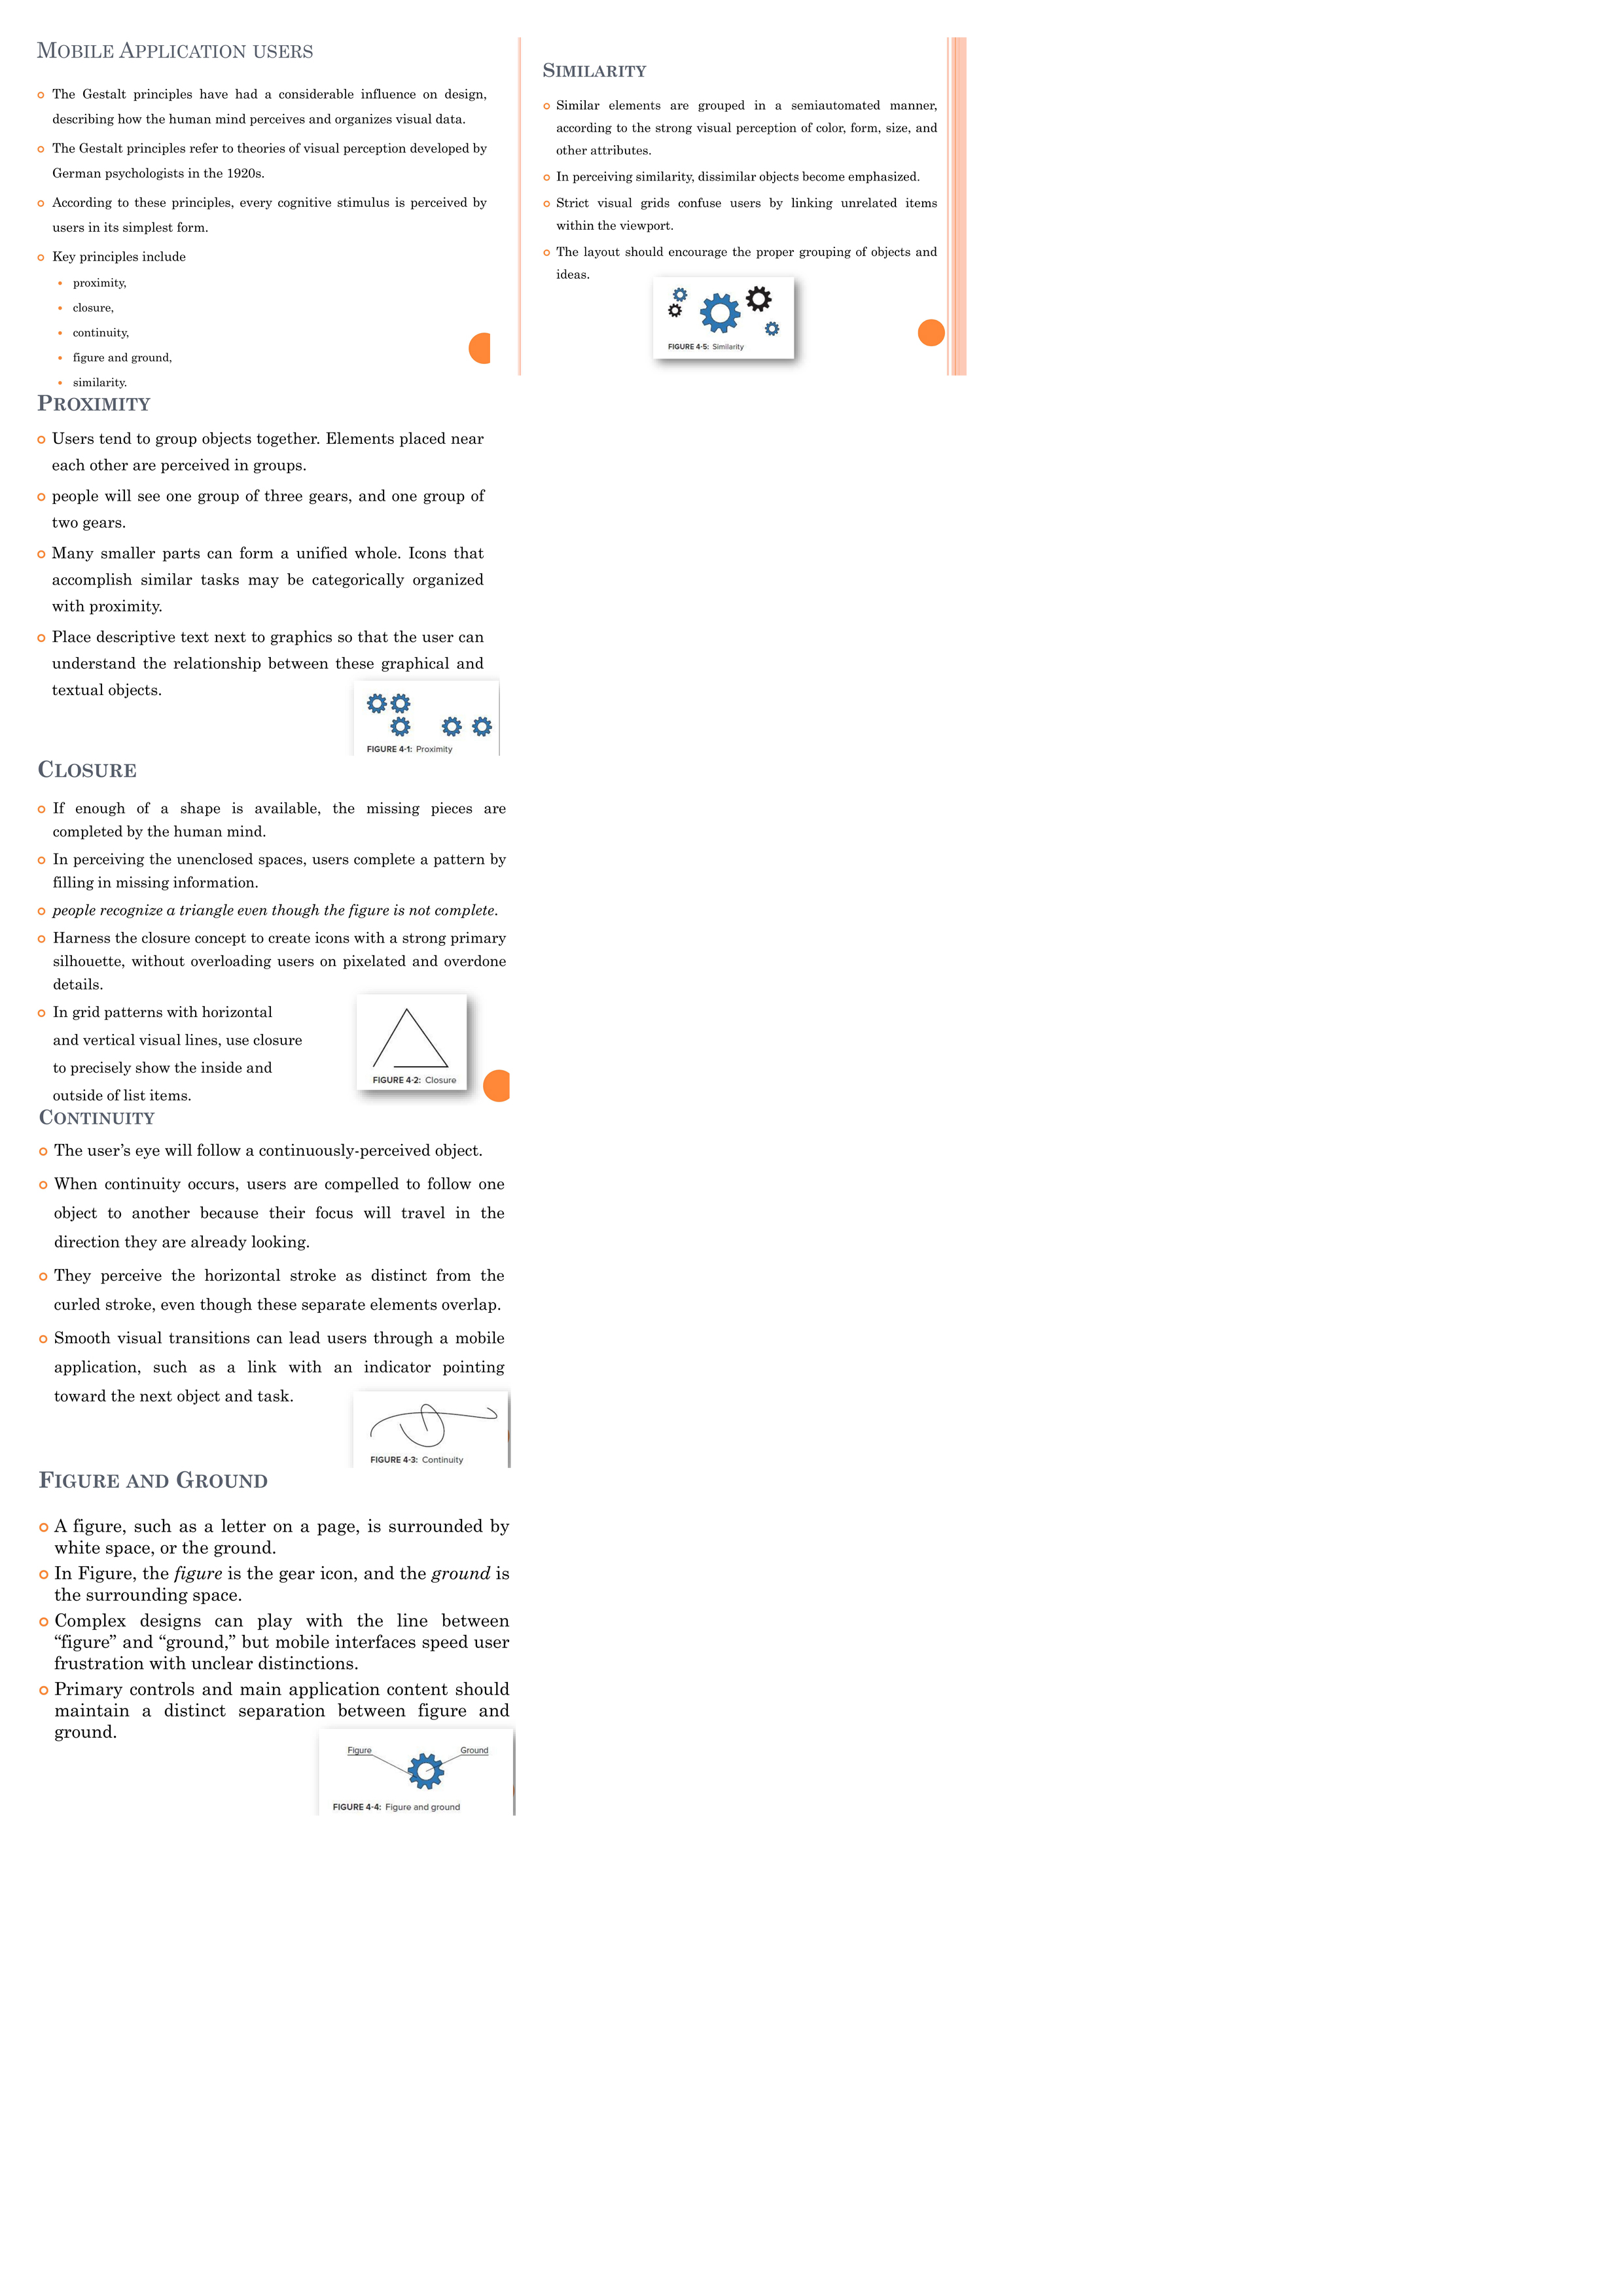 MOBILE APPLICATION USERS
The Gestalt principles have had a considerable influence on design,
describing how the human mind perceives and organizes visual data.
The Gestalt principles refer to theories of visual perception developed by
German psychologists in the 1920s.
According to these principles, every cognitive stimulus is perceived by
users in its simplest form.
Key principles include
proximity,
closure,
continuity,
figure and ground,
similarity.
PROXIMITY
Users tend to group objects together. Elements placed near
each other are perceived in groups.
people will see one group of three gears, and one group of
two gears.
Many smaller parts can form a unified whole. Icons that
accomplish similar tasks may be categorically organized
with proximity.
Place descriptive text next to graphics so that the user can
understand the relationship between these graphical and
textual objects.
FIGURE 4-1: Proximity
CLOSURE
If enough of a shape is available, the missing pieces are
completed by the human mind.
In perceiving the unenclosed spaces, users complete a pattern by
filling in missing information.
people recognize a triangle even though the figure is not complete.
Harness the closure concept to create icons with a strong primary
silhouette, without overloading users on pixelated and overdone
details.
In grid patterns with horizontal
and vertical visual lines, use closure
to precisely show the inside and
outside of list items.
FIGURE 4-2: Closure
CONTINUITY
The user’s eye will follow a continuously-perceived object.
When continuity occurs, users are compelled to follow one
object to another because their focus will travel in the
direction they are already looking.
They perceive the horizontal stroke as distinct from the
curled stroke, even though these separate elements overlap.
Smooth visual transitions can lead users through a mobile
application, such as a link with an indicator pointing
toward the next object and task.
FIGURE 4-3: Continuity
FIGURE AND GROUND
A figure, such as a letter on a page, is surrounded by
white space, or the ground.
In Figure, the figure is the gear icon, and the ground is
the surrounding space.
Complex designs can play with the line between
“figure” and “ground,” but mobile interfaces speed user
frustration with unclear distinctions.
Primary controls and main application content should
maintain a distinct separation between figure and
ground.
Figure
Ground
FIGURE 4-4: Figure and ground
SIMILARITY
Similar elements are grouped in a semiautomated manner,
according to the strong visual perception of color, form, size, and
other attributes.
In perceiving similarity, dissimilar objects become emphasized.
Strict visual grids confuse users by linking unrelated items
within the viewport.
The layout should encourage the proper grouping of objects and
ideas.
FIGURE 4-5: Similarity